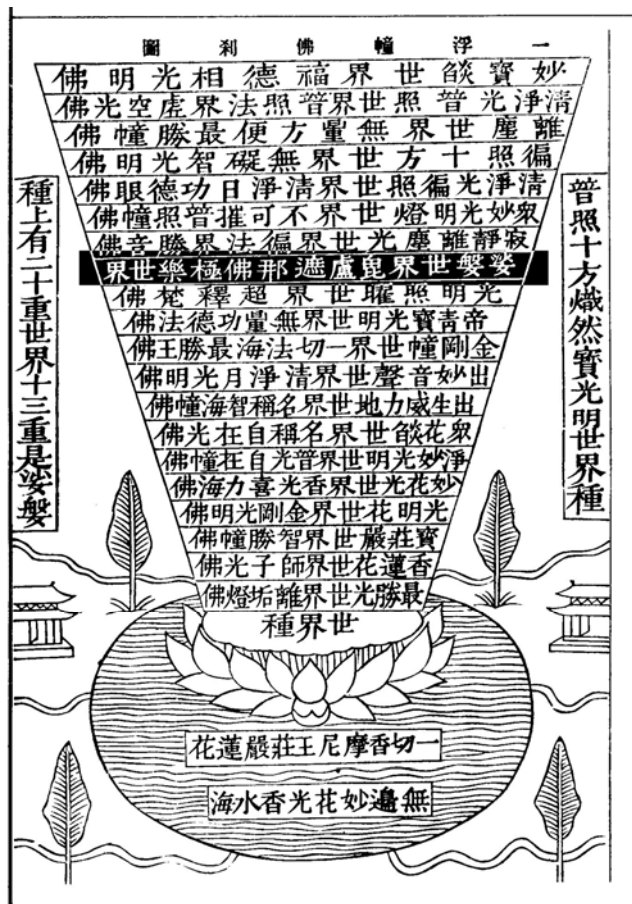 一浮幢佛刹圖
妙寶燄世界福德相光明佛
清淨光普照世界普照法界虛空光佛
離塵世界無量方便最勝幢佛
徧照十方世界無礙智光明佛
清淨光徧照世界清淨日功德眼佛
衆妙光明燈世界不可摧普照幢佛
寂靜離塵光世界徧法界勝音佛
娑媻世界毘盧遮那佛極樂世界
光明照曜世界超釋梵佛
帝青寶光明世界無量功德法佛
金剛幢世界一切法海最勝王佛
出妙音聲世界清淨月光明佛
出生威力地世界名稱智海幢佛
衆花燄世界名稱自在光佛
淨妙光明世界普光自在幢佛
妙花光世界香光喜力海佛
光明花世界金剛光明佛
寶莊嚴世界智勝幢佛
香蓮花世界師子光佛
最勝光世界離垢燈佛
世界種
普照十方熾然寶光明世界種
種上有二十重世界十三重是娑媻
一切香摩尼王莊嚴蓮花
無邊妙花光香水海